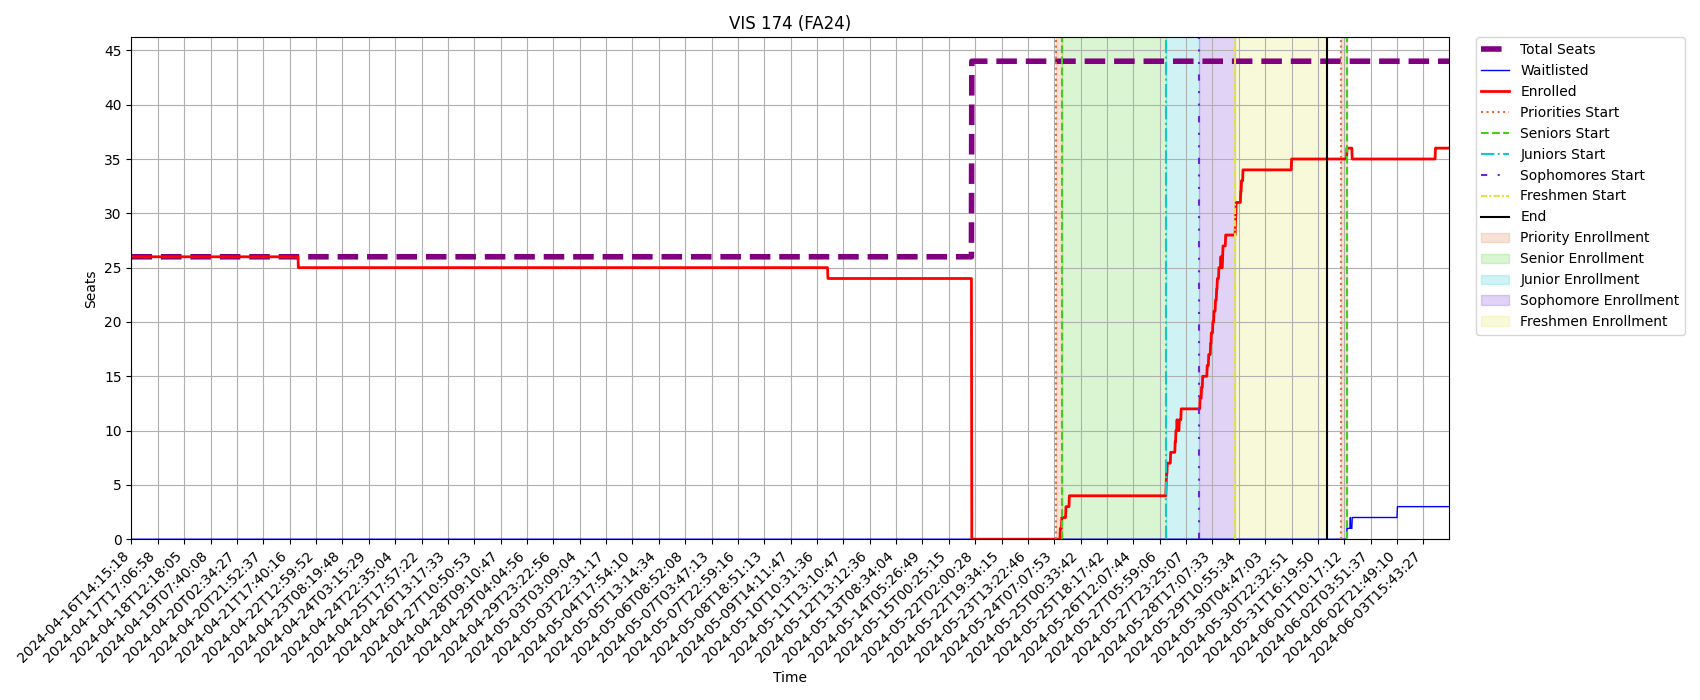 VIS 174 (FA24)
Seats
45
40
35
30
25
20
15
10
5
0
2024-04-16T14:15:18
2024-04-17T17:06:58
2024-04-18T12:18:05
2024-04-19T07:40:08
2024-04-20T02:34:27
2024-04-20T21:52:37
2024-04-21T17:40:16
2024-04-22T12:59:52
2024-04-23T08:19:48
2024-04-24T03:15:29
2024-04-24T22:35:04
2024-04-25T17:57:22
2024-04-26T13:17:33
2024-04-27T10:50:53
2024-04-28T09:10:47
2024-04-29T04:04:56
2024-04-29T23:22:56
2024-05-03T03:09:04
2024-05-03T22:31:17
2024-05-04T17:54:10
2024-05-05T13:14:34
2024-05-06T08:52:08
2024-05-07T03:47:13
2024-05-07T22:59:16
2024-05-08T18:51:13
2024-05-09T14:11:47
2024-05-10T10:31:36
2024-05-11T13:10:47
2024-05-12T13:12:36
2024-05-13T08:34:04
2024-05-14T05:26:49
2024-05-15T00:25:15
2024-05-22T02:00:28
2024-05-22T19:34:15
2024-05-23T13:22:46
2024-05-24T07:07:53
2024-05-25T00:33:42
2024-05-25T18:17:42
2024-05-26T12:07:44
2024-05-27T05:59:06
2024-05-27T23:25:07
2024-05-28T17:07:33
2024-05-29T10:55:34
2024-05-30T04:47:03
2024-05-30T22:32:51
2024-05-31T16:19:50
2024-06-01T10:17:12
2024-06-02T03:51:37
2024-06-02T21:49:10
2024-06-03T15:43:27
Time
Total Seats
Waitlisted
Enrolled
Priorities Start
Seniors Start
Juniors Start
Sophomores Start
Freshmen Start
End
Priority Enrollment
Senior Enrollment
Junior Enrollment
Sophomore Enrollment
Freshmen Enrollment